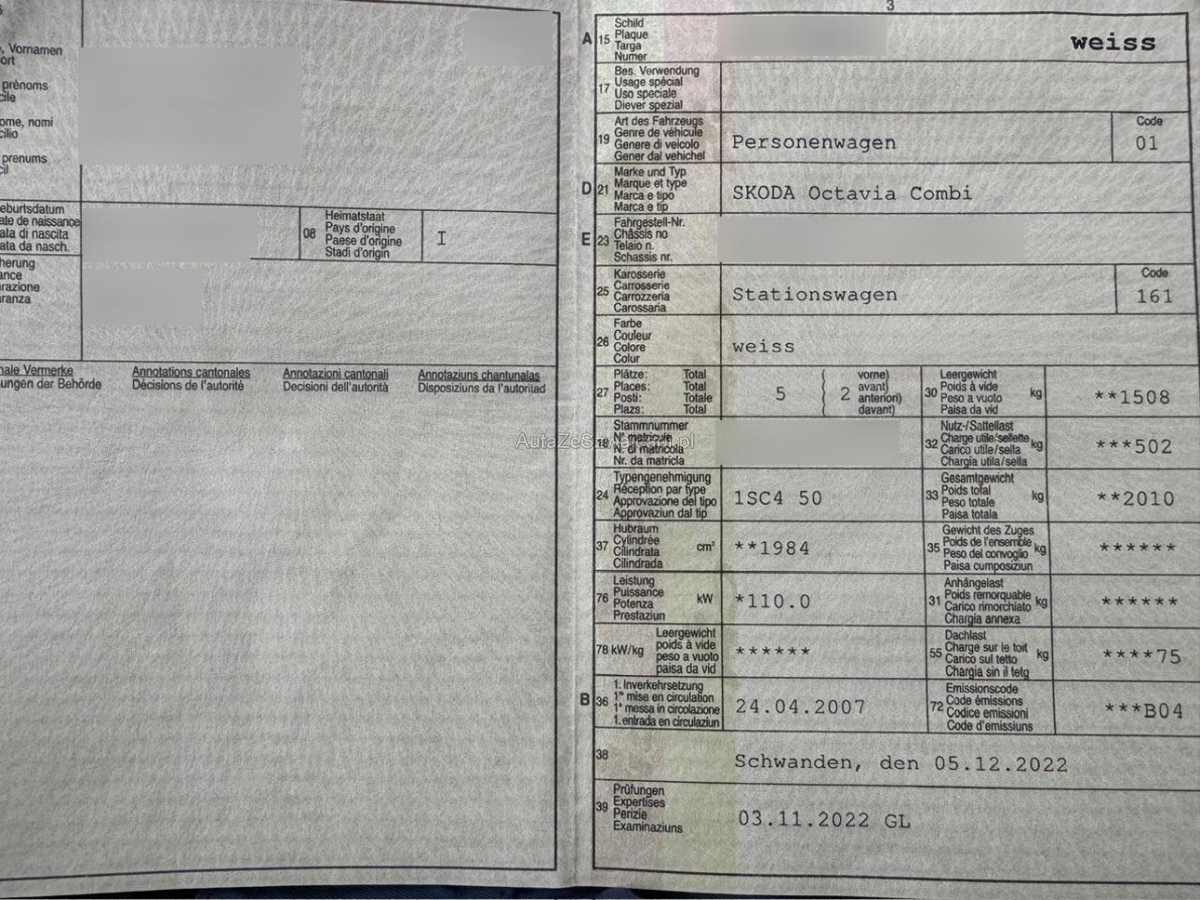 3
, Vornamen
ort
prénoms
cile
ome, nomi
cilio
prenums
cil
eburtsdatum
ate de naissance
ata di nascita
ata da nasch.
08
Heimatstaat
Pays d'origine
Paese d'origine
Stadi d'origin
I
herung
ance
razione
ranza
nale Vermerke
ungen der Behörde
Annotations cantonales
Décisions de l'autorité
Annotazioni cantonali
Decisioni dell'autorità
Annotaziuns chantunalas
Disposiziuns da l'autoritad
A 15
Schild
Plaque
Targa
Numer
weiss
17
Bes. Verwendung
Usage spécial
Uso speciale
Diever spezial
19
Art des Fahrzeugs
Genre de véhicule
Genere di veicolo
Gener dal vehichel
Personenwagen
Code
01
D 21
Marke und Typ
Marque et type
Marca e tipo
Marca e tip
SKODA Octavia Combi
E 23
Fahrgestell-Nr.
Châssis no
Telaio n.
Schassis nr.
25
Karosserie
Carrosserie
Carrozzeria
Carossaria
Stationswagen
Code
161
26
Farbe
Couleur
Colore
Colur
weiss
27
Plätze: Total
Places: Total
Posti: Totale
Plazs: Total
5
2
vorne)
avant)
anteriori)
davant)
30
Leergewicht
Poids à vide
Peso a vuoto
Paisa da vid
kg
**1508
18
Stammnummer
N° matricule
N. di matricola
Nr. da matricla
AutaZeSzwajcarii.pl
32
Nutz-/Sattellast
Charge utile/sellette
Carico utile/sella
Chargia utila/sella
kg
***502
24
Typengenehmigung
Réception par type
Approvazione del tipo
Approvaziun dal tip
1SC4 50
33
Gesamtgewicht
Poids total
Peso totale
Paisa totala
kg
**2010
37
Hubraum
Cylindrée
Cilindrata
Cilindrada
cm³
**1984
35
Gewicht des Zuges
Poids de l'ensemble
Peso del convoglio
Paisa cumposiziun
kg
******
76
Leistung
Puissance
Potenza
Prestaziun
kW
*110.0
31
Anhängelast
Poids remorquable
Carico rimorchiato
Chargia annexa
kg
******
78 kW/kg
Leergewicht
poids à vide
peso a vuoto
paisa da vid
******
55
Dachlast
Charge sur le toit
Carico sul tetto
Chargia sin il tetg
kg
****75
B 36
1. Inverkehrsetzung
1re mise en circulation
1a messa in circolazione
1. entrada en circulaziun
24.04.2007
72
Emissionscode
Code émissions
Codice emissioni
Code d'emissiuns
***B04
38
Schwanden, den 05.12.2022
39
Prüfungen
Expertises
Perizie
Examinaziuns
03.11.2022 GL